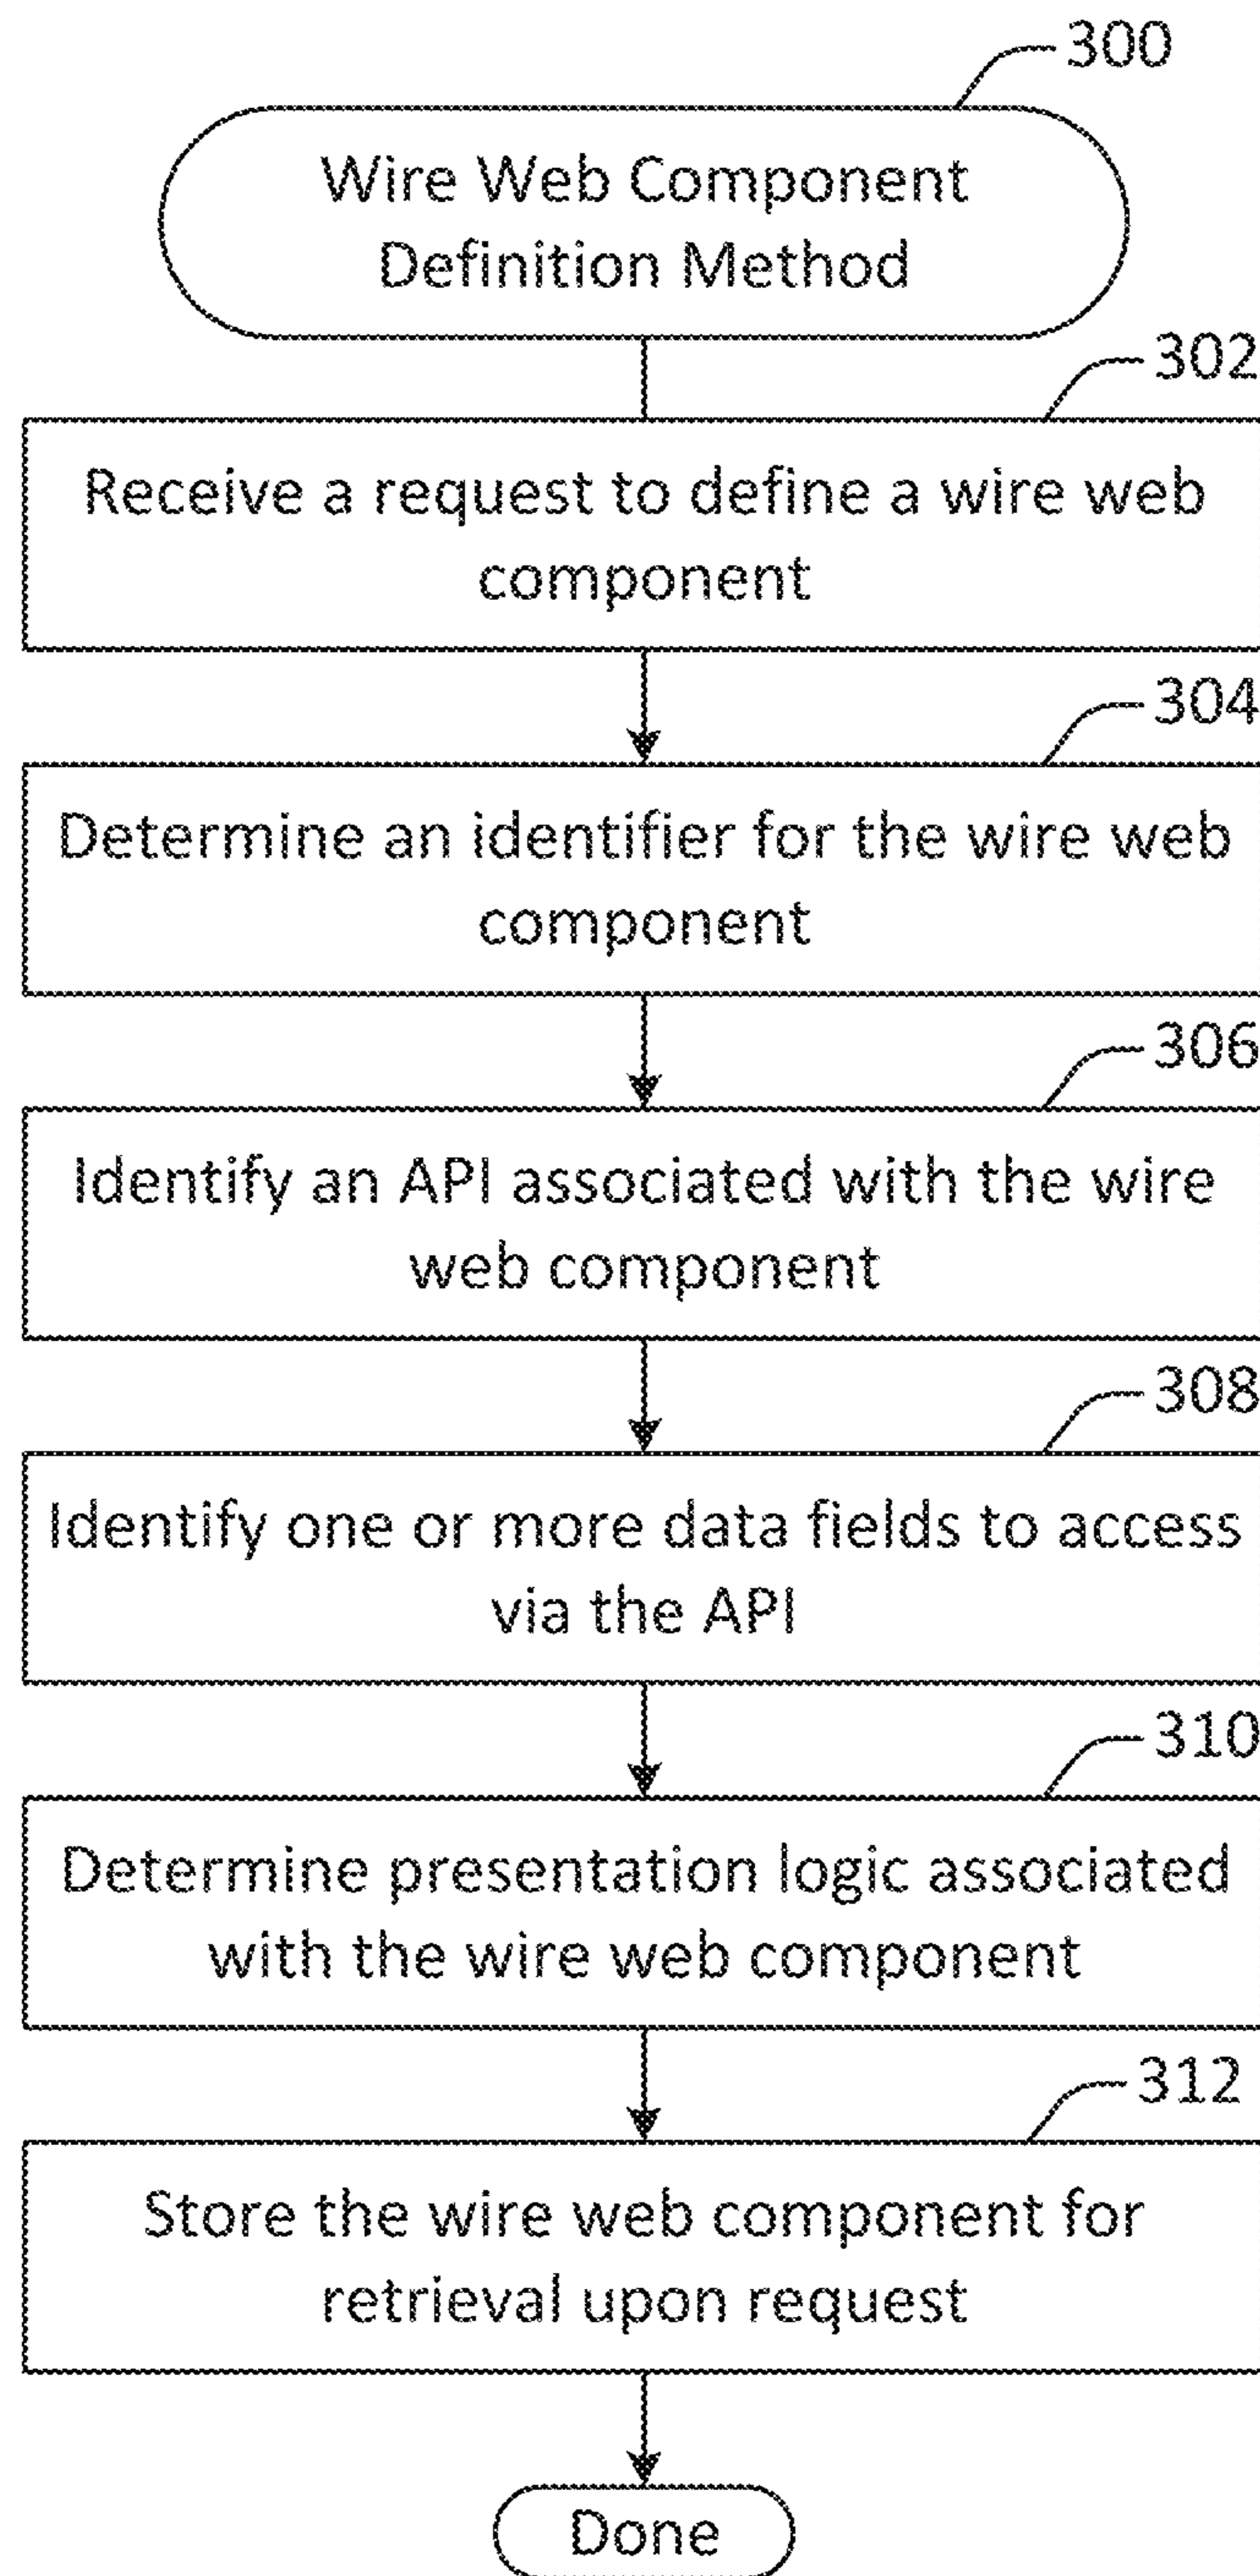 300
Wire Web Component
Definition Method
302
Receive a request to define a wire web
component
304
Determine an identifier for the wire web
component
306
Identify an API associated with the wire
web component
308
Identify one or more data fields to access
via the API
310
Determine presentation logic associated
with the wire web component
312
Store the wire web component for
retrieval upon request
Done